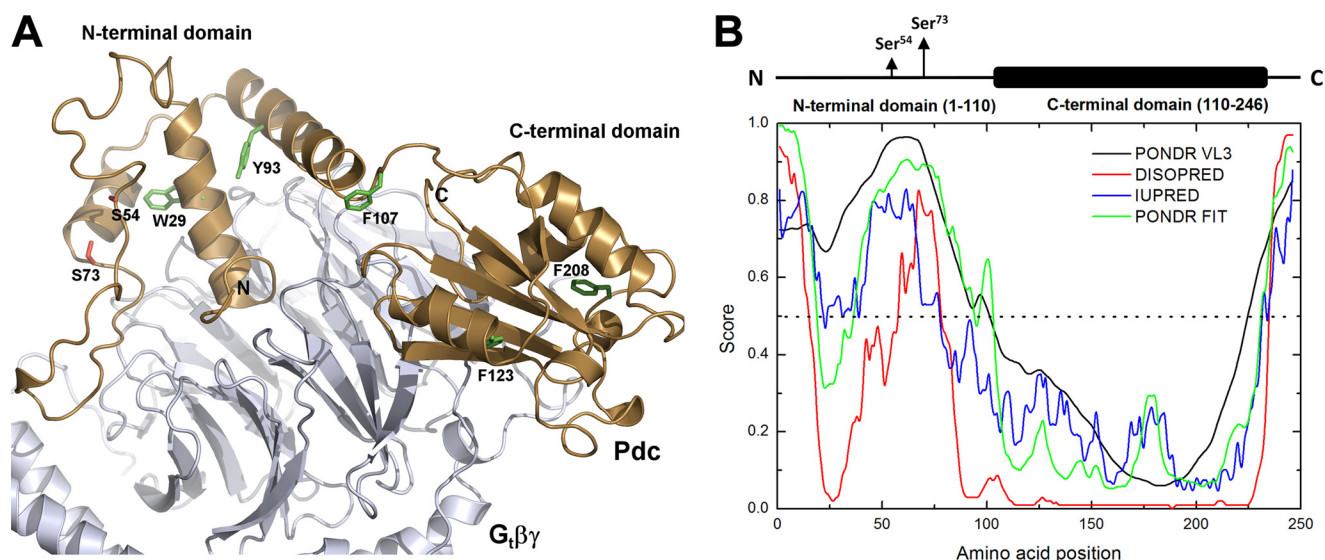 A
N-terminal domain
C-terminal domain
Y93
S54
W29
F107
C
S73
N
F208
F123
Pdc
Gtβγ
B
Ser73
Ser54
N
C
N-terminal domain (1-110)
C-terminal domain (110-246)
1.0
0.8
0.6
0.4
0.2
0.0
Score
PONDR VL3
DISOPRED
IUPRED
PONDR FIT
0
50
100
150
200
250
Amino acid position